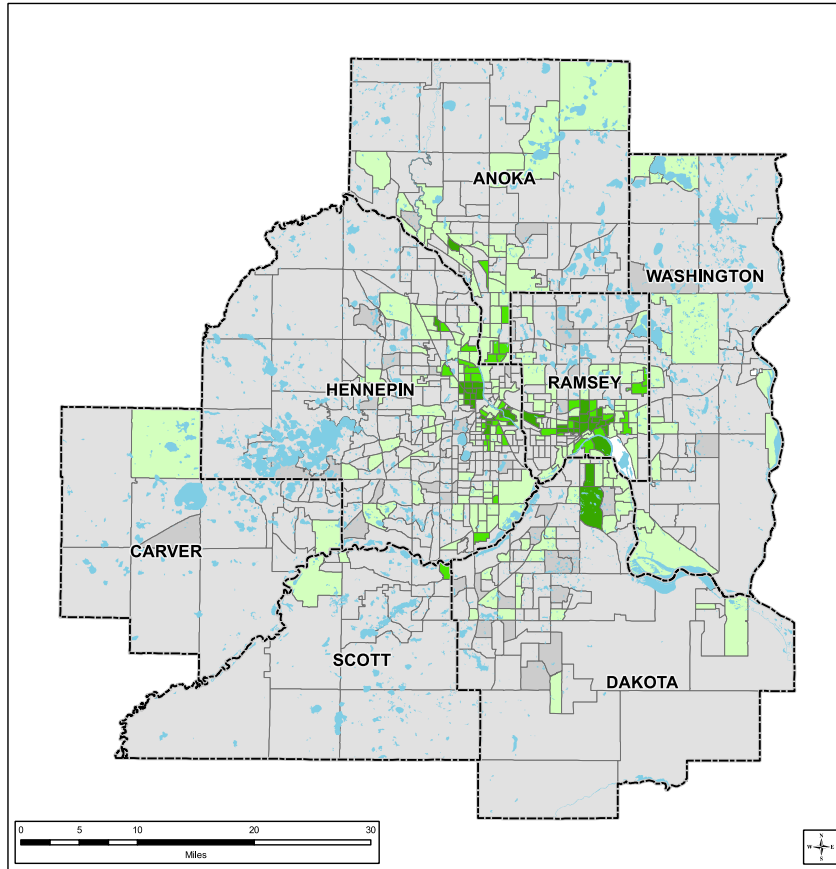 ANOKA
WASHINGTON
HENNEPIN
RAMSEY
CARVER
SCOTT
DAKOTA
0 5 10 20 30
Miles
N
W E
S